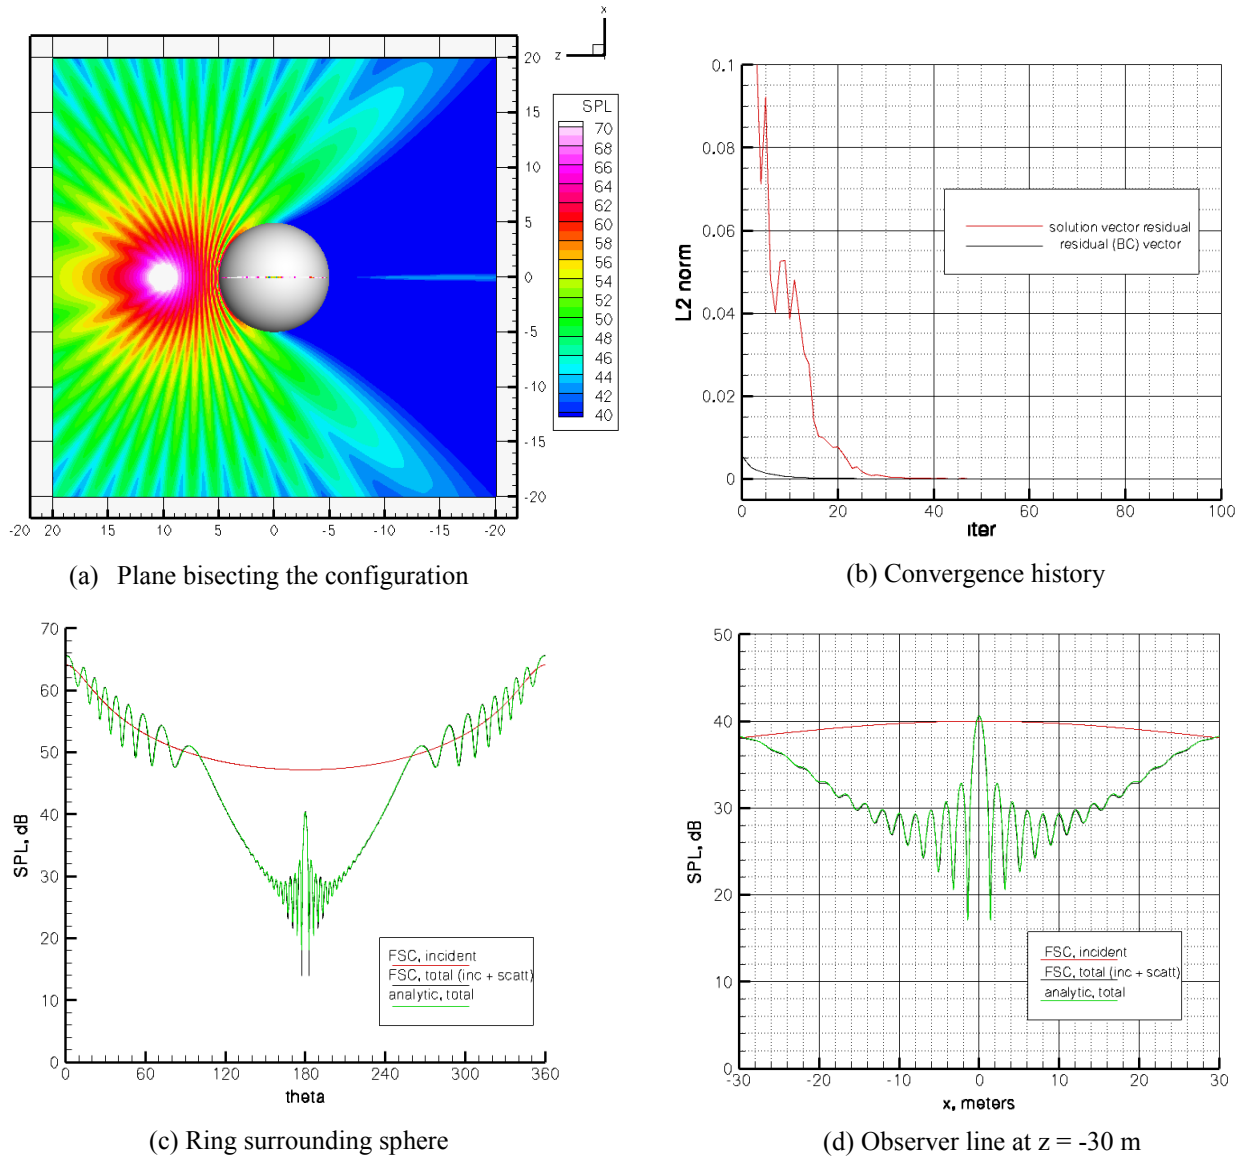 x
z
SPL
70
68
66
64
62
60
58
56
54
52
50
48
46
44
42
40
20
15
10
5
0
-5
-10
-15
-20
-20 20 15 10 5 0 -5 -10 -15 -20
(a) Plane bisecting the configuration
0.1
0.08
0.06
0.04
0.02
0
L2 norm
solution vector residual
residual (BC) vector
0 20 40 60 80 100
iter
(b) Convergence history
70
60
50
40
30
20
10
0
SPL, dB
FSC, incident
FSC, total (inc + scatt)
analytic, total
0 60 120 180 240 300 360
theta
(c) Ring surrounding sphere
50
40
30
20
10
0
SPL, dB
FSC, incident
FSC, total (inc + scatt)
analytic, total
-30 -20 -10 0 10 20 30
x, meters
(d) Observer line at z = -30 m